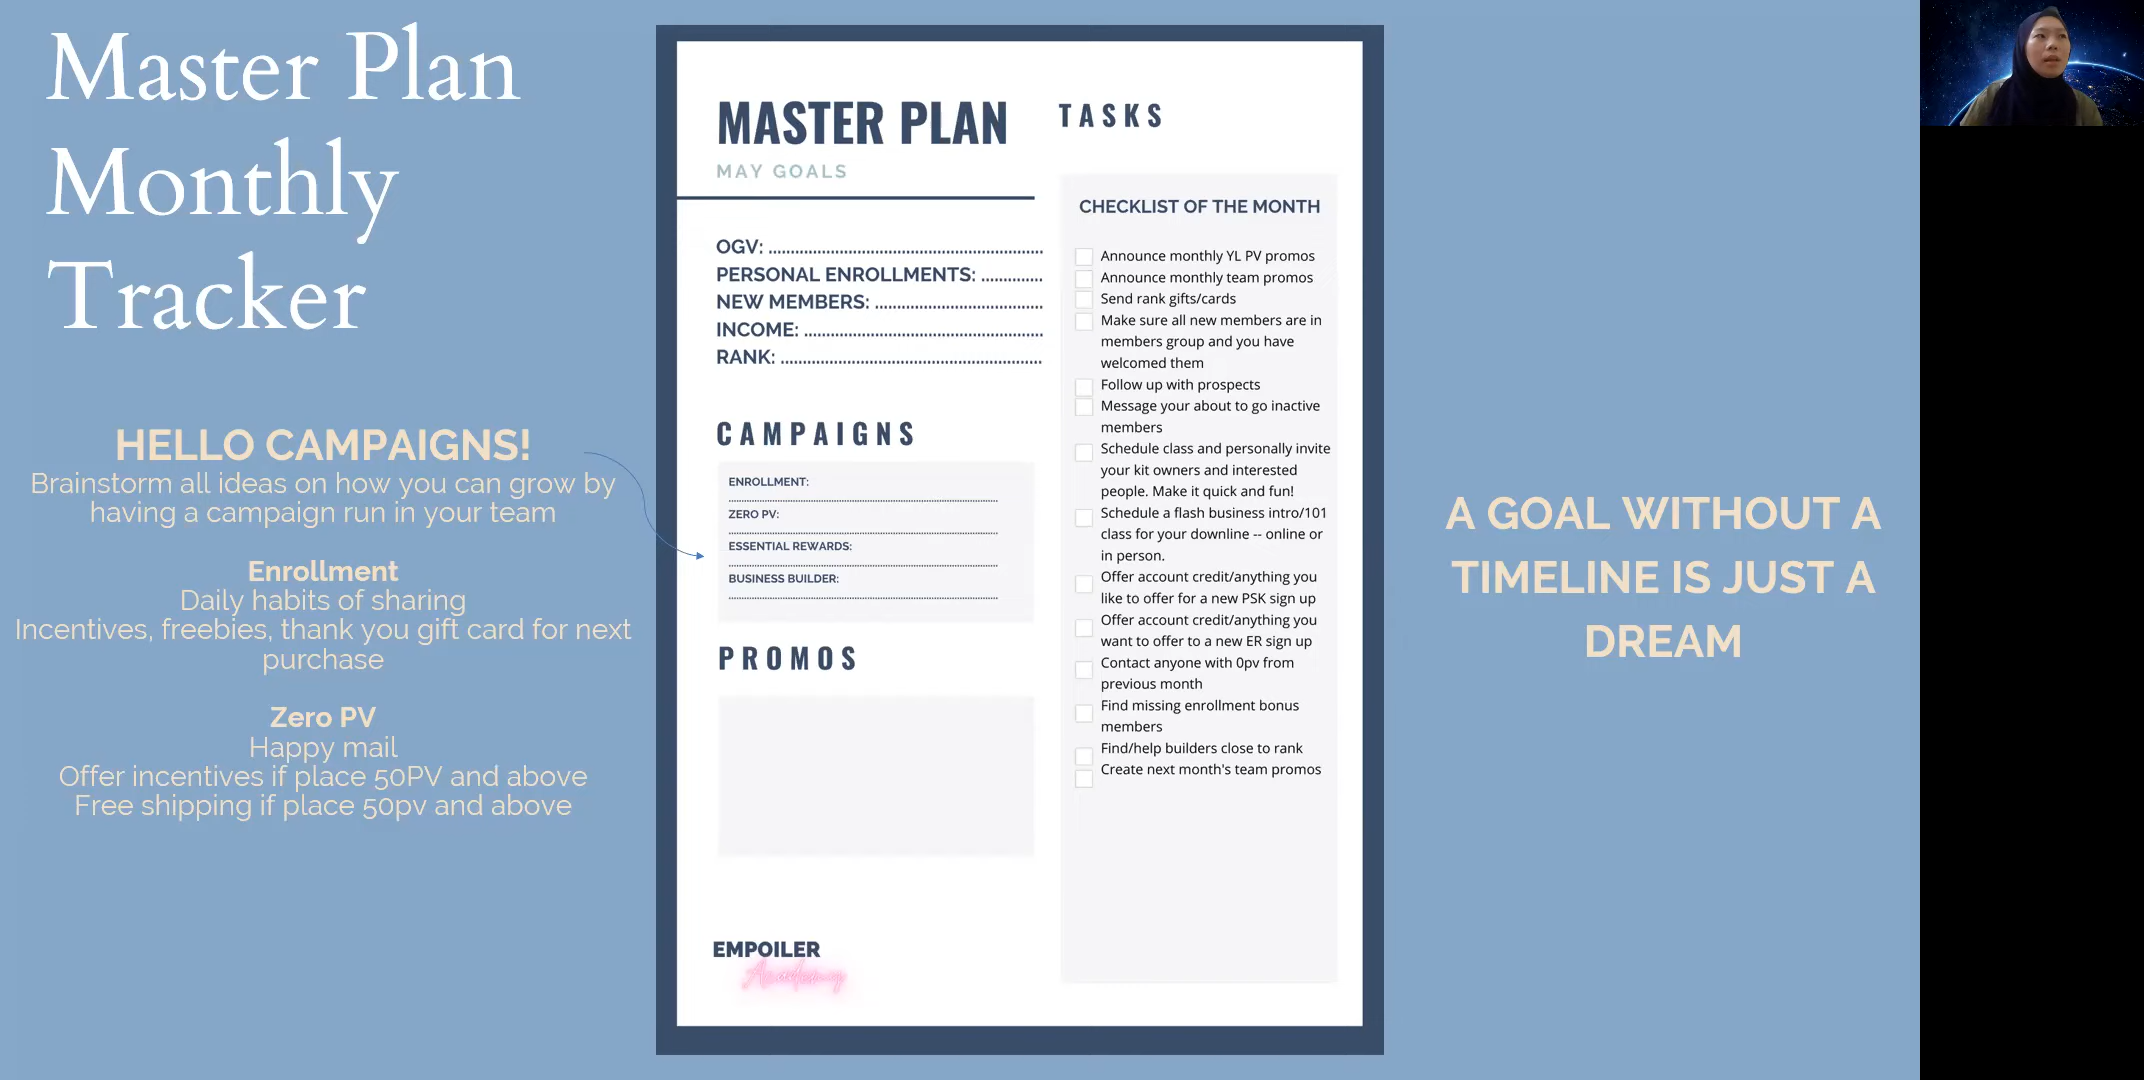 Master Plan
Monthly
Tracker
HELLO CAMPAIGNS!
Brainstorm all ideas on how you can grow by
having a campaign run in your team
Enrollment
Daily habits of sharing
Incentives, freebies, thank you gift card for next
purchase
Zero PV
Happy mail
Offer incentives if place 50PV and above
Free shipping if place 50pv and above
MASTER PLAN
MAY GOALS
OGV:
PERSONAL ENROLLMENTS:
NEW MEMBERS:
INCOME:
RANK:
CAMPAIGNS
ENROLLMENT:
ZERO PV:
ESSENTIAL REWARDS:
BUSINESS BUILDER:
PROMOS
EMPOILER
Academy
TASKS
CHECKLIST OF THE MONTH
Announce monthly YL PV promos
Announce monthly team promos
Send rank gifts/cards
Make sure all new members are in
members group and you have
welcomed them
Follow up with prospects
Message your about to go inactive
members
Schedule class and personally invite
your kit owners and interested
people. Make it quick and fun!
Schedule a flash business intro/101
class for your downline -- online or
in person.
Offer account credit/anything you
like to offer for a new PSK sign up
Offer account credit/anything you
want to offer to a new ER sign up
Contact anyone with 0pv from
previous month
Find missing enrollment bonus
members
Find/help builders close to rank
Create next month's team promos
A GOAL WITHOUT A
TIMELINE IS JUST A
DREAM